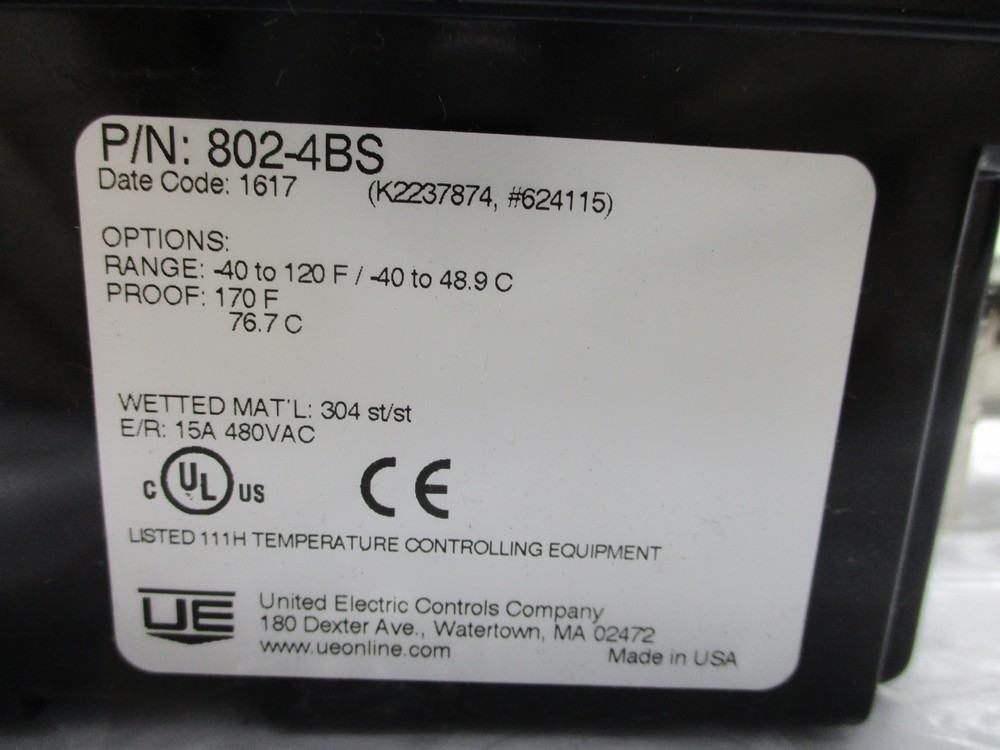 P/N: 802-4BS
Date Code: 1617 (K2237874, #624115)
OPTIONS:
RANGE: -40 to 120 F / -40 to 48.9 C
PROOF: 170 F
76.7 C
WETTED MAT'L: 304 st/st
E/R: 15A 480VAC
C UL US CE
LISTED 111H TEMPERATURE CONTROLLING EQUIPMENT
UE United Electric Controls Company
180 Dexter Ave., Watertown, MA 02472
www.ueonline.com Made in USA